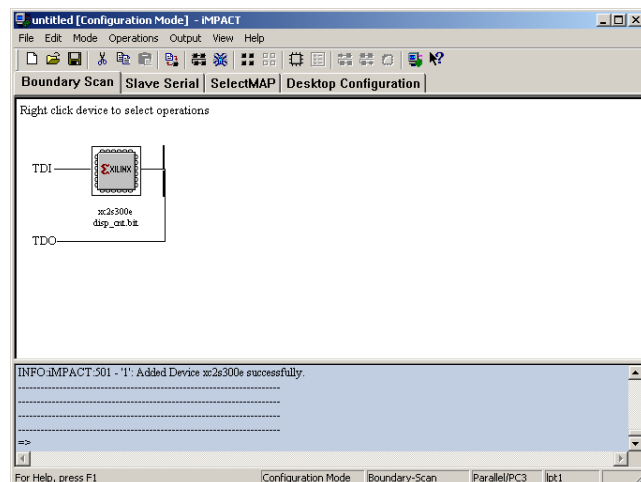 untitled [Configuration Mode] - iMPACT
File Edit Mode Operations Output View Help
Boundary Scan Slave Serial SelectMAP Desktop Configuration
Right click device to select operations
TDI
XILINX
xc2s300e
disp_cnt.bit
TDO
INFO:iMPACT:501 - '1': Added Device xc2s300e successfully.
----------------------------------------------------------------------
----------------------------------------------------------------------
----------------------------------------------------------------------
----------------------------------------------------------------------
=>
For Help, press F1 Configuration Mode Boundary-Scan Parallel/PC3 lpt1